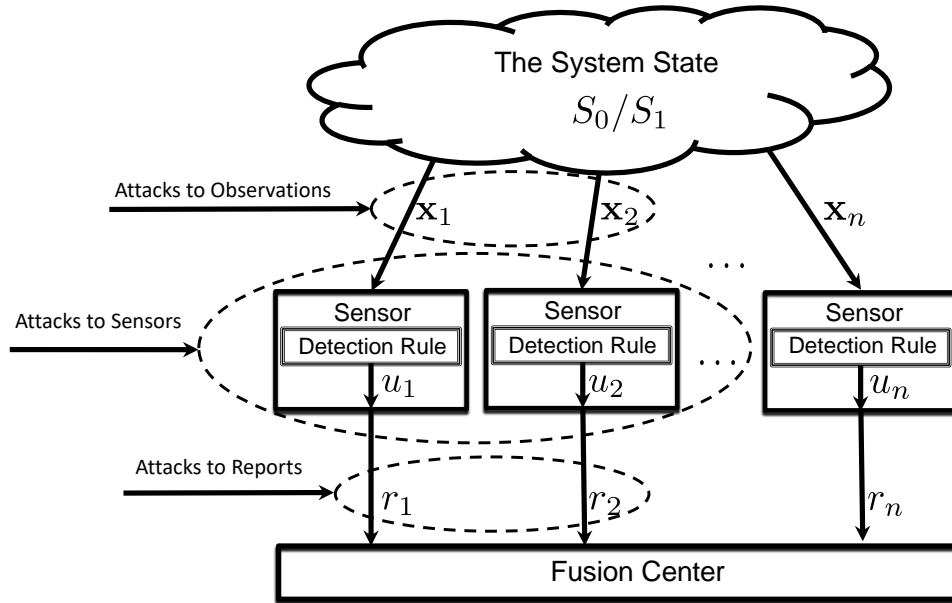 The System State
S_0/S_1
Attacks to Observations
x_1
x_2
x_n
. . .
Attacks to Sensors
Sensor
Detection Rule
u_1
Sensor
Detection Rule
u_2
. . .
Sensor
Detection Rule
u_n
Attacks to Reports
r_1
r_2
r_n
Fusion Center